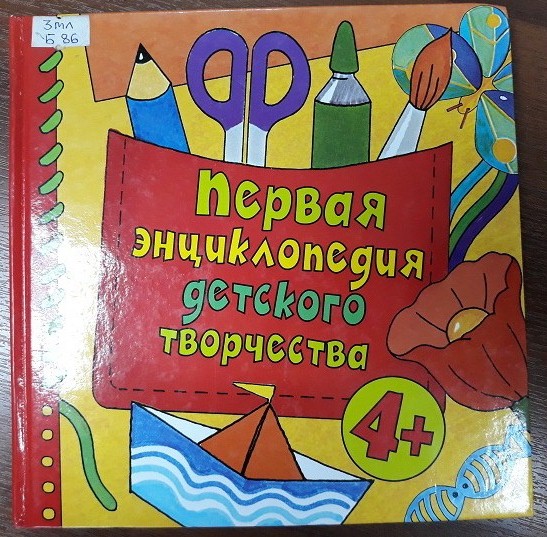 3мл
Б 86
Первая
энциклопедия
детского
творчества
4+